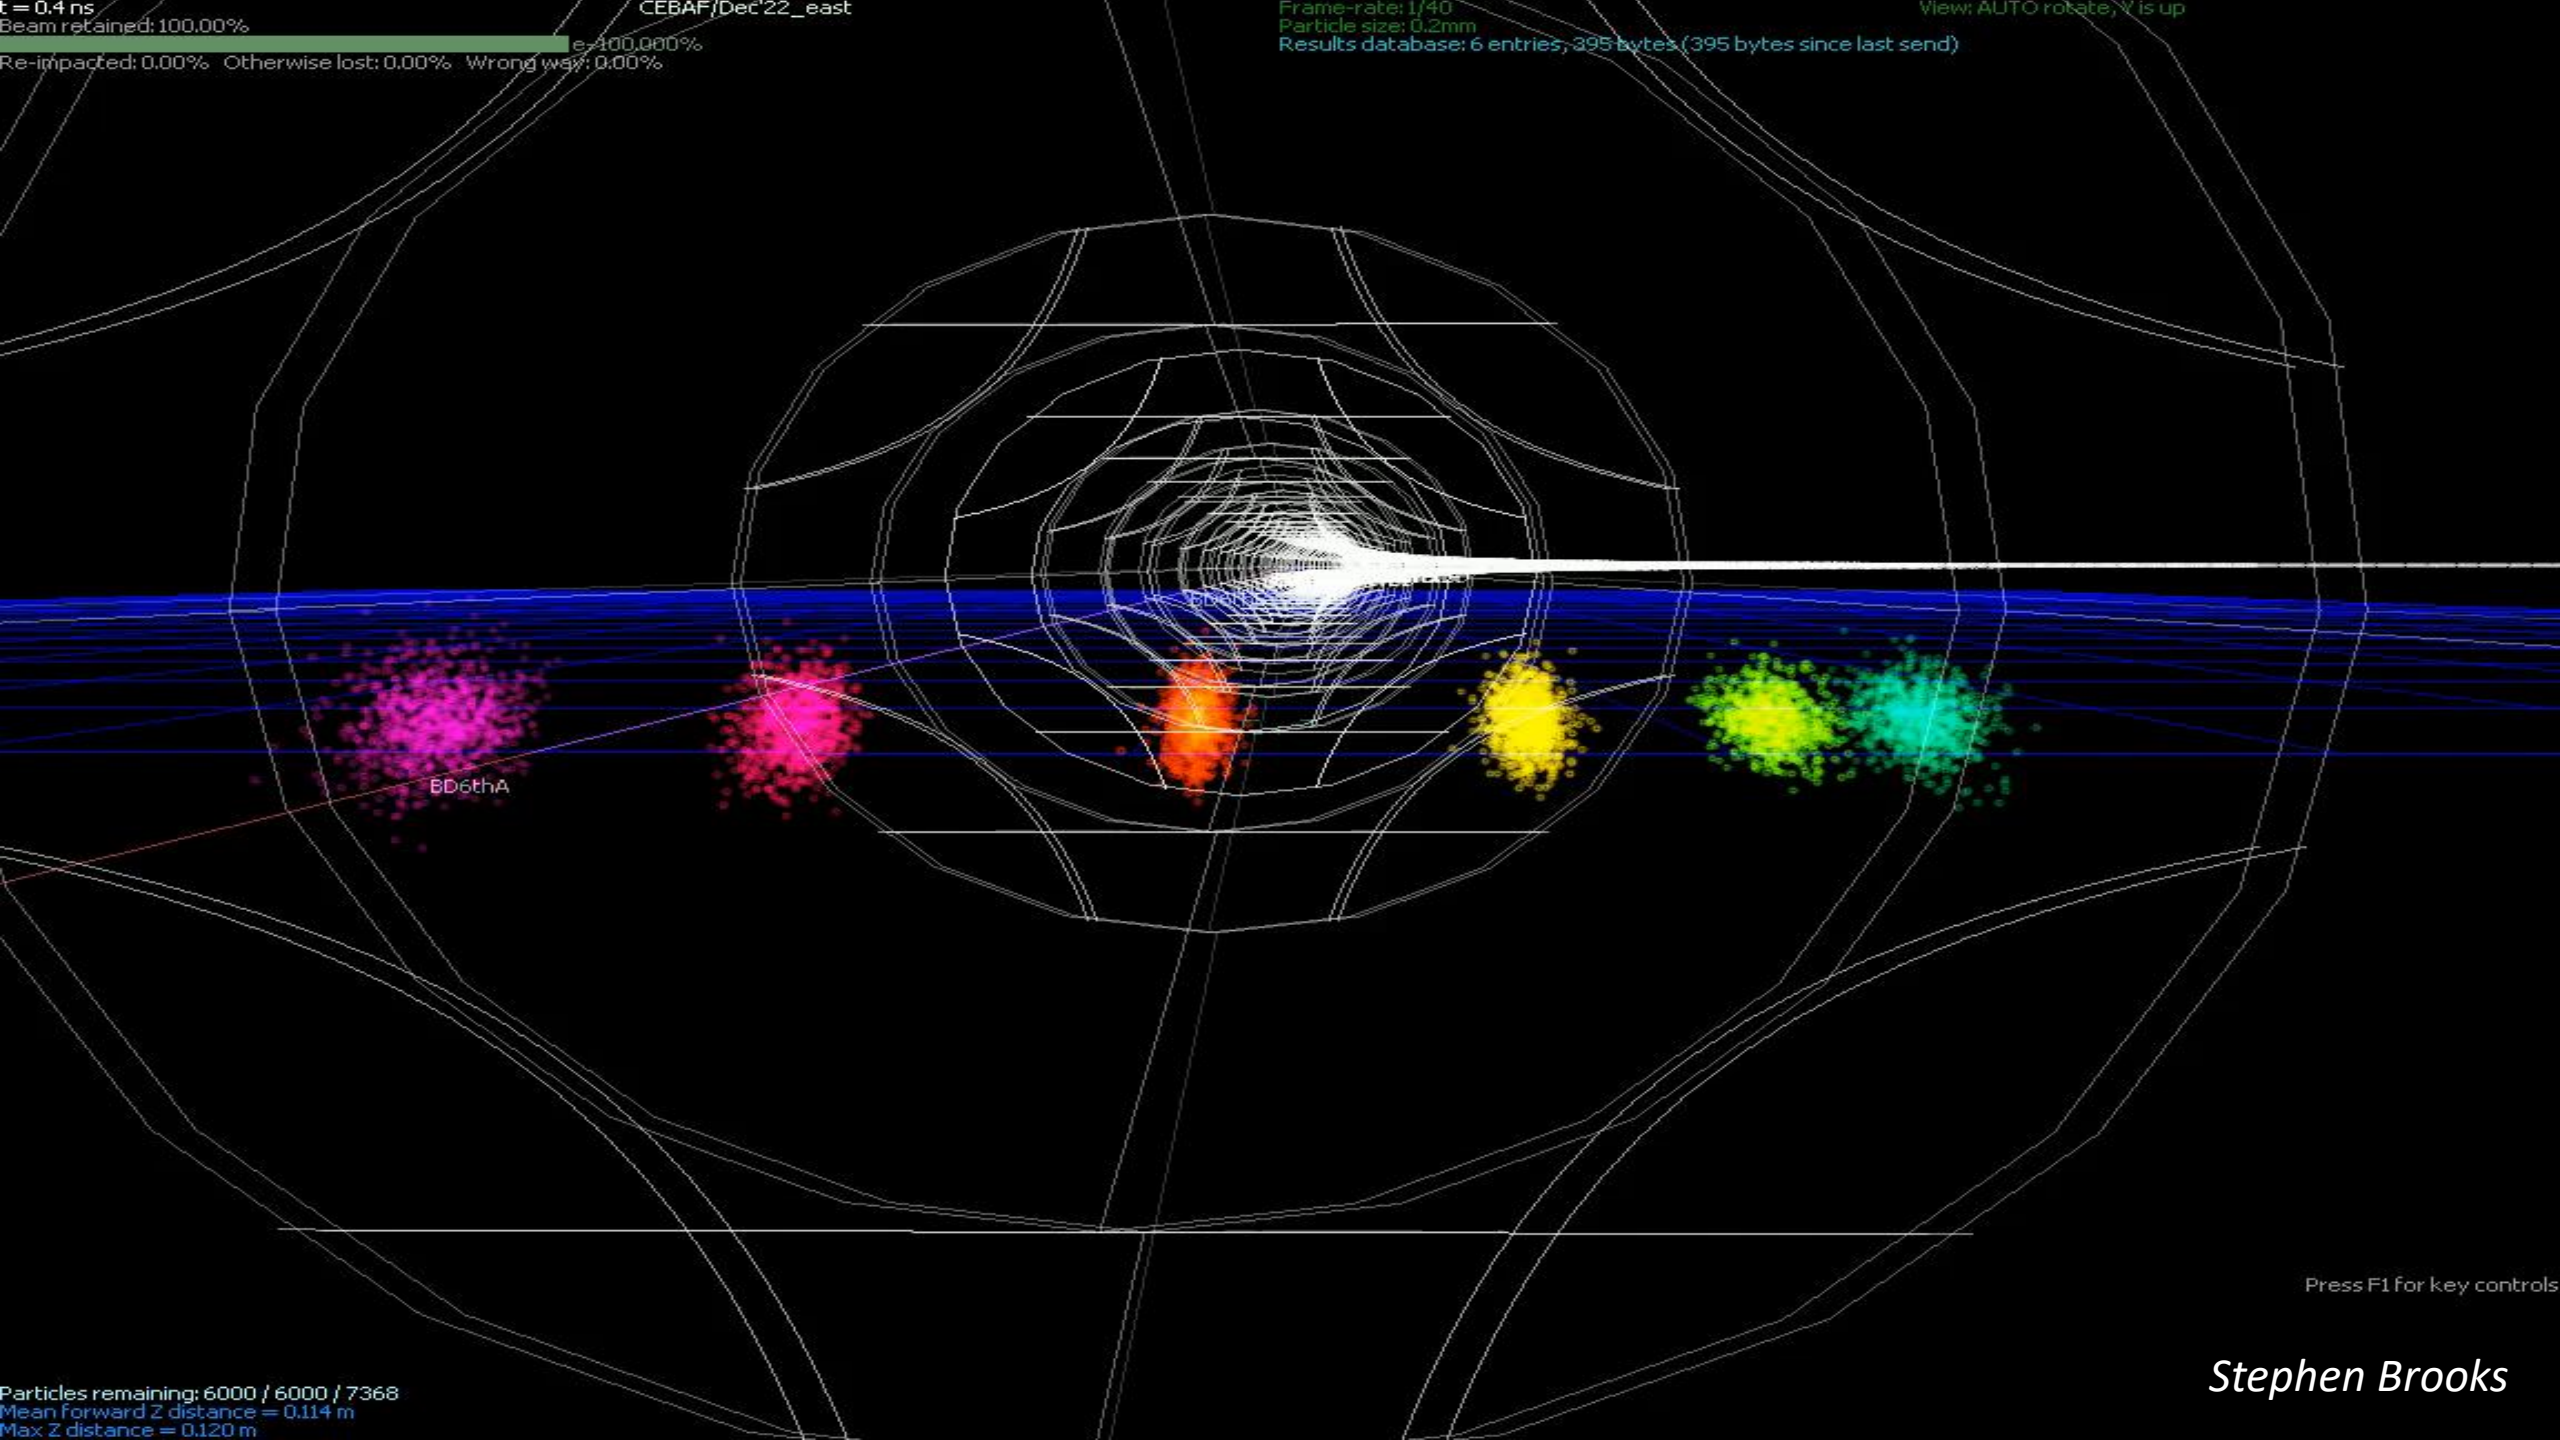 t = 0.4 ns
Beam retained: 100.00%
e- 100.000%
Re-impacted: 0.00% Otherwise lost: 0.00% Wrong way: 0.00%
CEBAF/Dec'22_east
Frame-rate: 1/40
Particle size: 0.2mm
Results database: 6 entries, 395 bytes (395 bytes since last send)
View: AUTO rotate, Y is up
BD6thA
Press F1 for key controls
Stephen Brooks
Particles remaining: 6000 / 6000 / 7368
Mean forward Z distance = 0.114 m
Max Z distance = 0.120 m